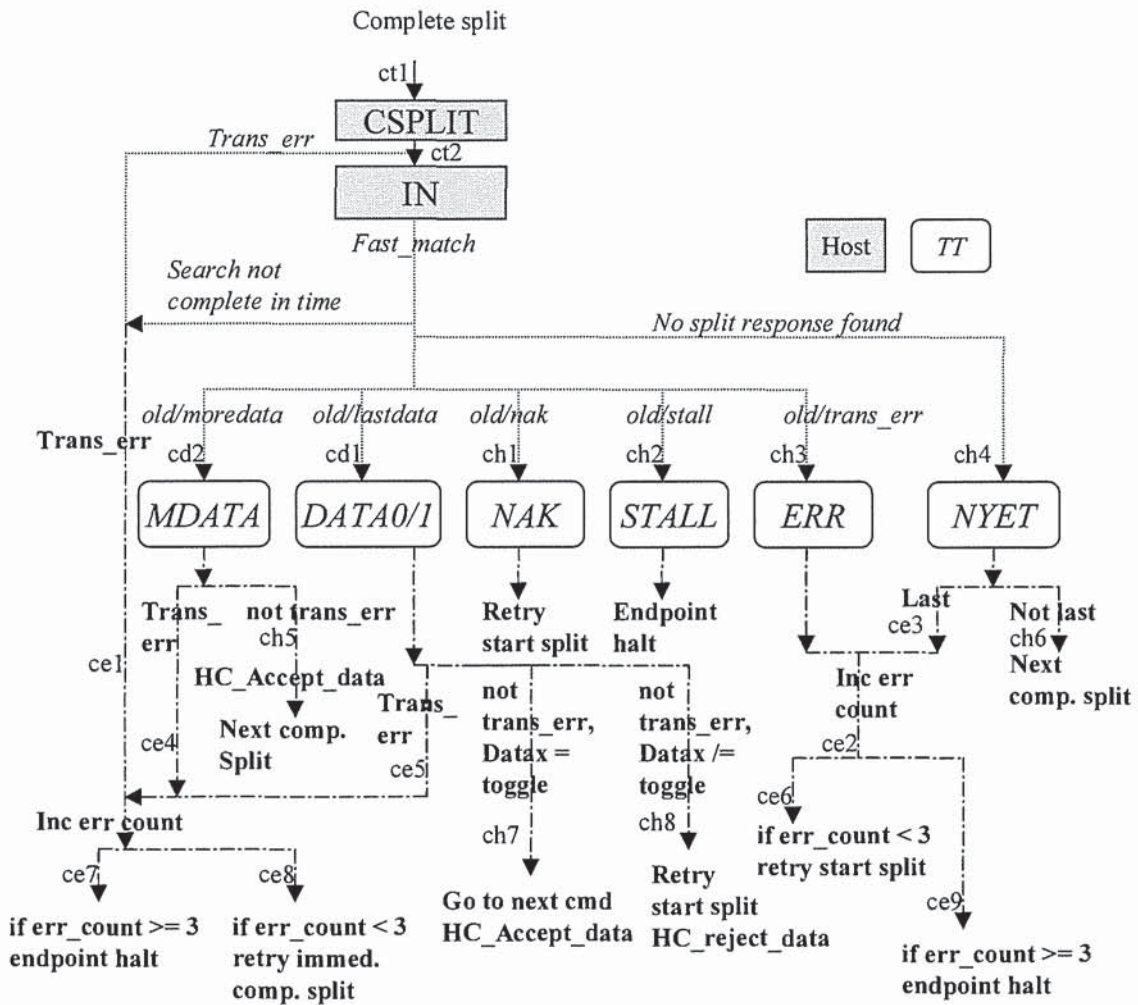 Complete split
ct1
CSPLIT
Trans_err
ct2
IN
Fast_match
Host
TT
Search not
complete in time
No split response found
old/moredata
old/lastdata
old/nak
old/stall
old/trans_err
Trans_err
cd2
cd1
ch1
ch2
ch3
ch4
MDATA
DATA0/1
NAK
STALL
ERR
NYET
Trans_
err
not trans_err
ch5
HC_Accept_data
Next comp.
Split
Retry
start split
Endpoint
halt
Last
ce3
Not last
ch6
Next
comp. split
ce1
ce4
Trans_
err
ce5
not
trans_err,
Datax =
toggle
ch7
not
trans_err,
Datax /=
toggle
ch8
Inc err
count
ce2
ce6
if err_count < 3
retry start split
Inc err count
ce7
ce8
if err_count >= 3
endpoint halt
if err_count < 3
retry immed.
comp. split
Go to next cmd
HC_Accept_data
Retry
start split
HC_reject_data
ce9
if err_count >= 3
endpoint halt